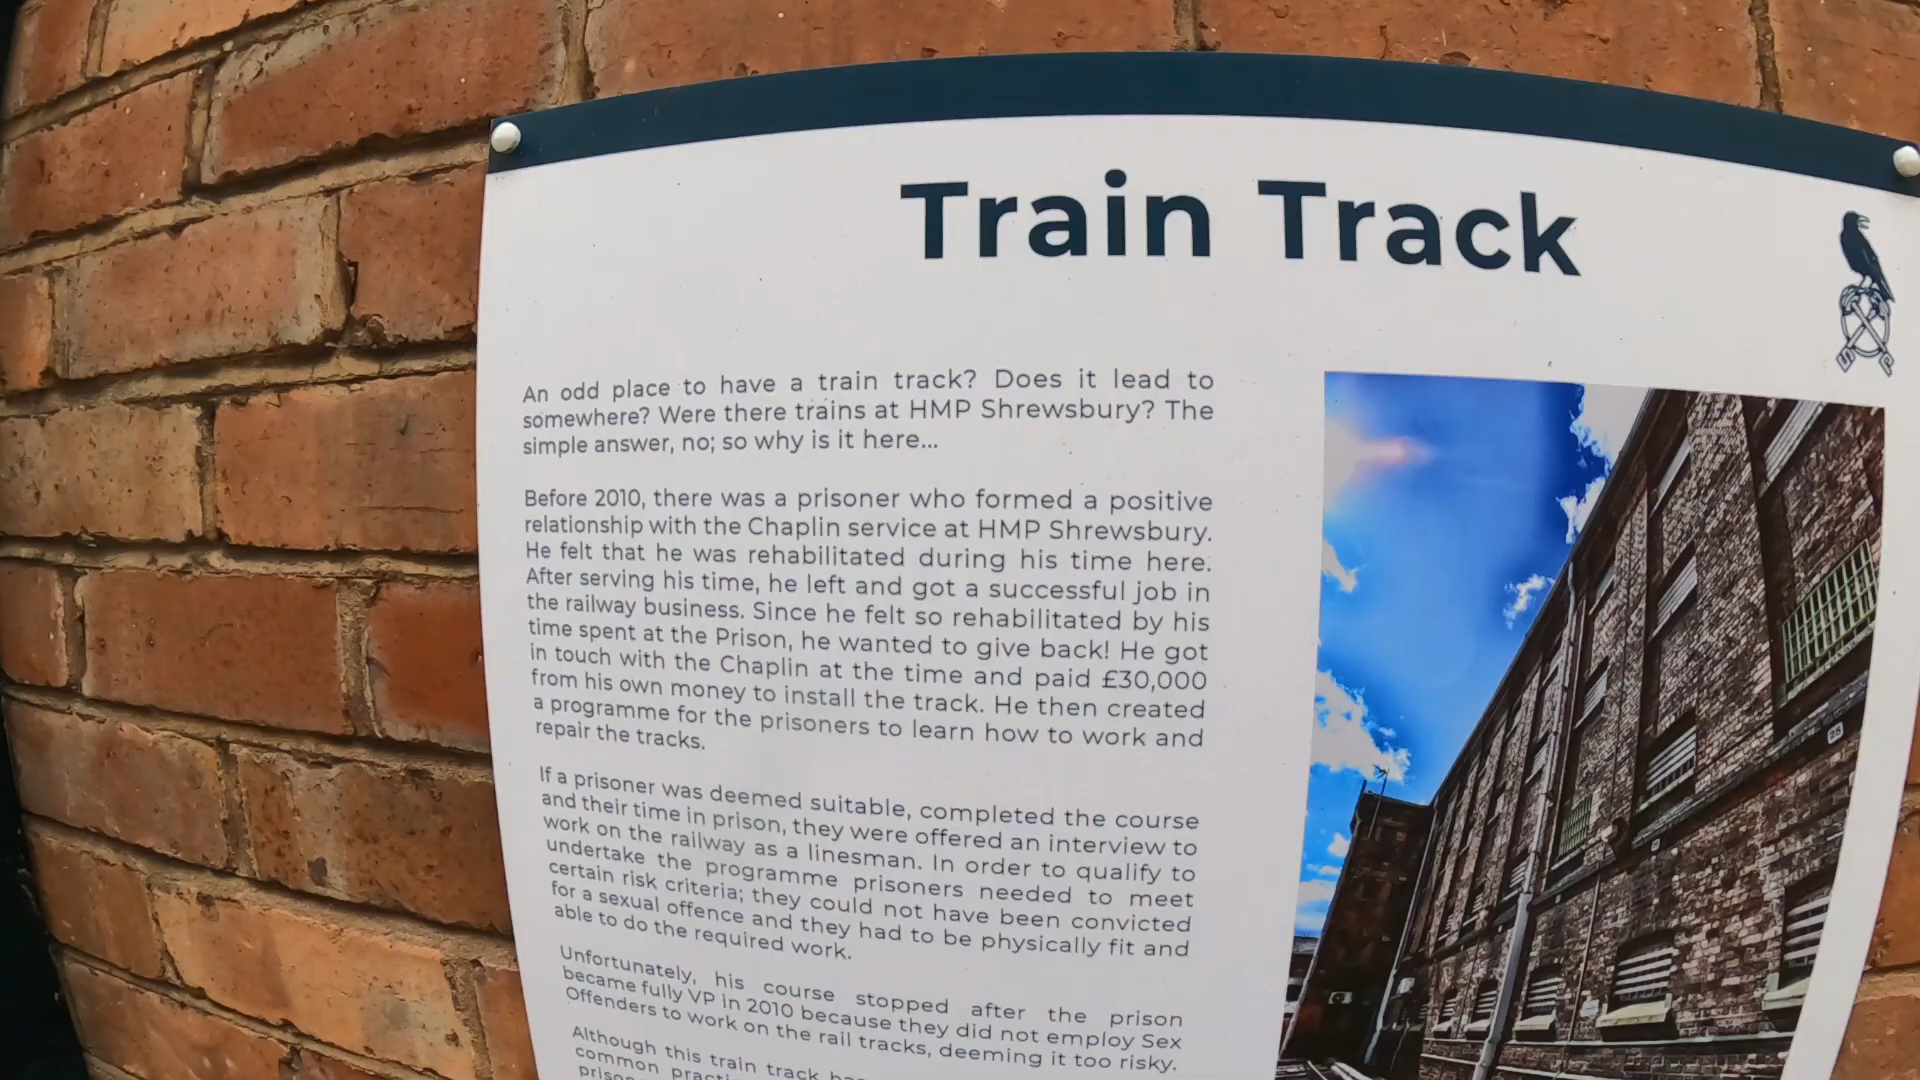 Train Track
An odd place to have a train track? Does it lead to
somewhere? Were there trains at HMP Shrewsbury? The
simple answer, no; so why is it here...
Before 2010, there was a prisoner who formed a positive
relationship with the Chaplin service at HMP Shrewsbury.
He felt that he was rehabilitated during his time here.
After serving his time, he left and got a successful job in
the railway business. Since he felt so rehabilitated by his
time spent at the Prison, he wanted to give back! He got
in touch with the Chaplin at the time and paid £30,000
from his own money to install the track. He then created
a programme for the prisoners to learn how to work and
repair the tracks.
If a prisoner was deemed suitable, completed the course
and their time in prison, they were offered an interview to
work on the railway as a linesman. In order to qualify to
undertake the programme prisoners needed to meet
certain risk criteria; they could not have been convicted
for a sexual offence and they had to be physically fit and
able to do the required work.
Unfortunately, his course stopped after the prison
became fully VP in 2010 because they did not employ Sex
Offenders to work on the rail tracks, deeming it too risky.
Although this train track
common
S P
25